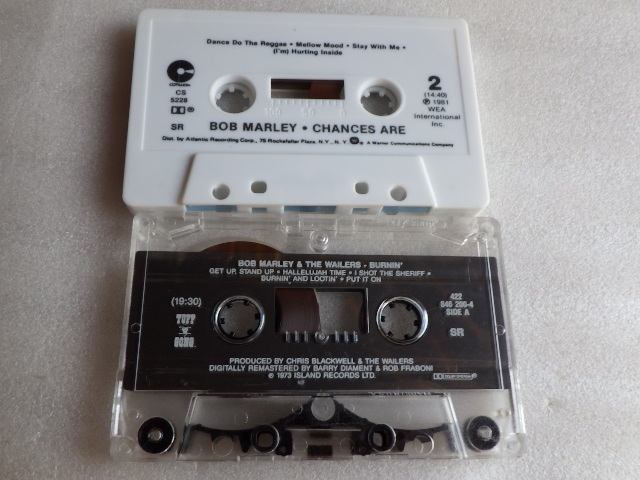 Dance Do The Reggae • Mellow Mood • Stay With Me •
(I'm) Hurting Inside
Cotillion
CS
5228
SR
2
(14:40)
℗ 1981
WEA
International
Inc.
BOB MARLEY • CHANCES ARE
Dist. by Atlantic Recording Corp., 75 Rockefeller Plaza, N.Y., N.Y. A Warner Communications Company
BOB MARLEY & THE WAILERS - BURNIN'
GET UP, STAND UP • HALLELUJAH TIME • I SHOT THE SHERIFF •
BURNIN' AND LOOTIN' • PUT IT ON
(19:30)
TUFF
GONG
422
846 200-4
SIDE A
SR
PRODUCED BY CHRIS BLACKWELL & THE WAILERS
DIGITALLY REMASTERED BY BARRY DIAMENT & ROB FRABONI
℗ 1973 ISLAND RECORDS LTD.
DOLBY SYSTEM